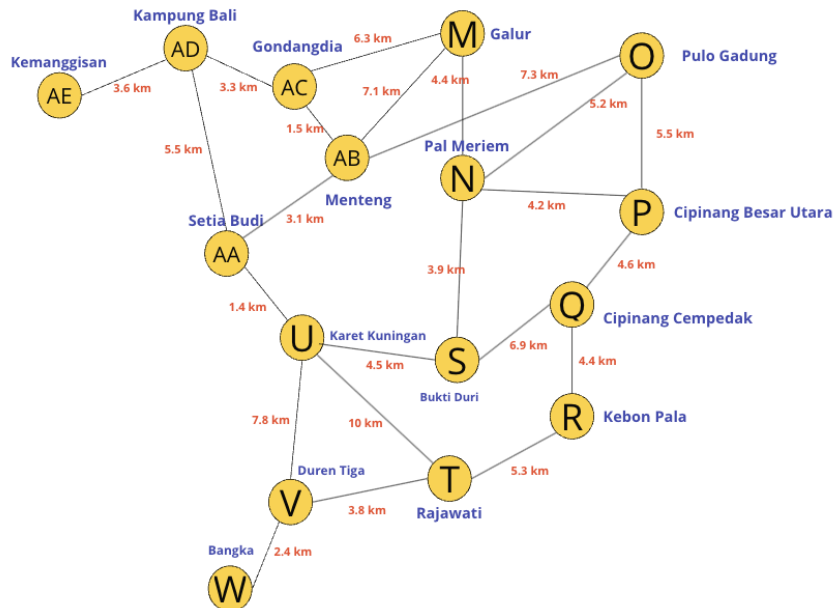 Kampung Bali
AD
Kemanggisan
AE
3.6 km
3.3 km
Gondangdia
AC
6.3 km
M
Galur
7.1 km
4.4 km
7.3 km
O
Pulo Gadung
5.2 km
5.5 km
1.5 km
AB
Menteng
5.5 km
Pal Meriem
N
4.2 km
P
Cipinang Besar Utara
Setia Budi
AA
3.1 km
3.9 km
4.6 km
1.4 km
U
Karet Kuningan
4.5 km
S
Bukti Duri
6.9 km
Q
Cipinang Cempedak
4.4 km
R
Kebon Pala
7.8 km
10 km
5.3 km
Duren Tiga
V
3.8 km
T
Rajawati
Bangka
W
2.4 km